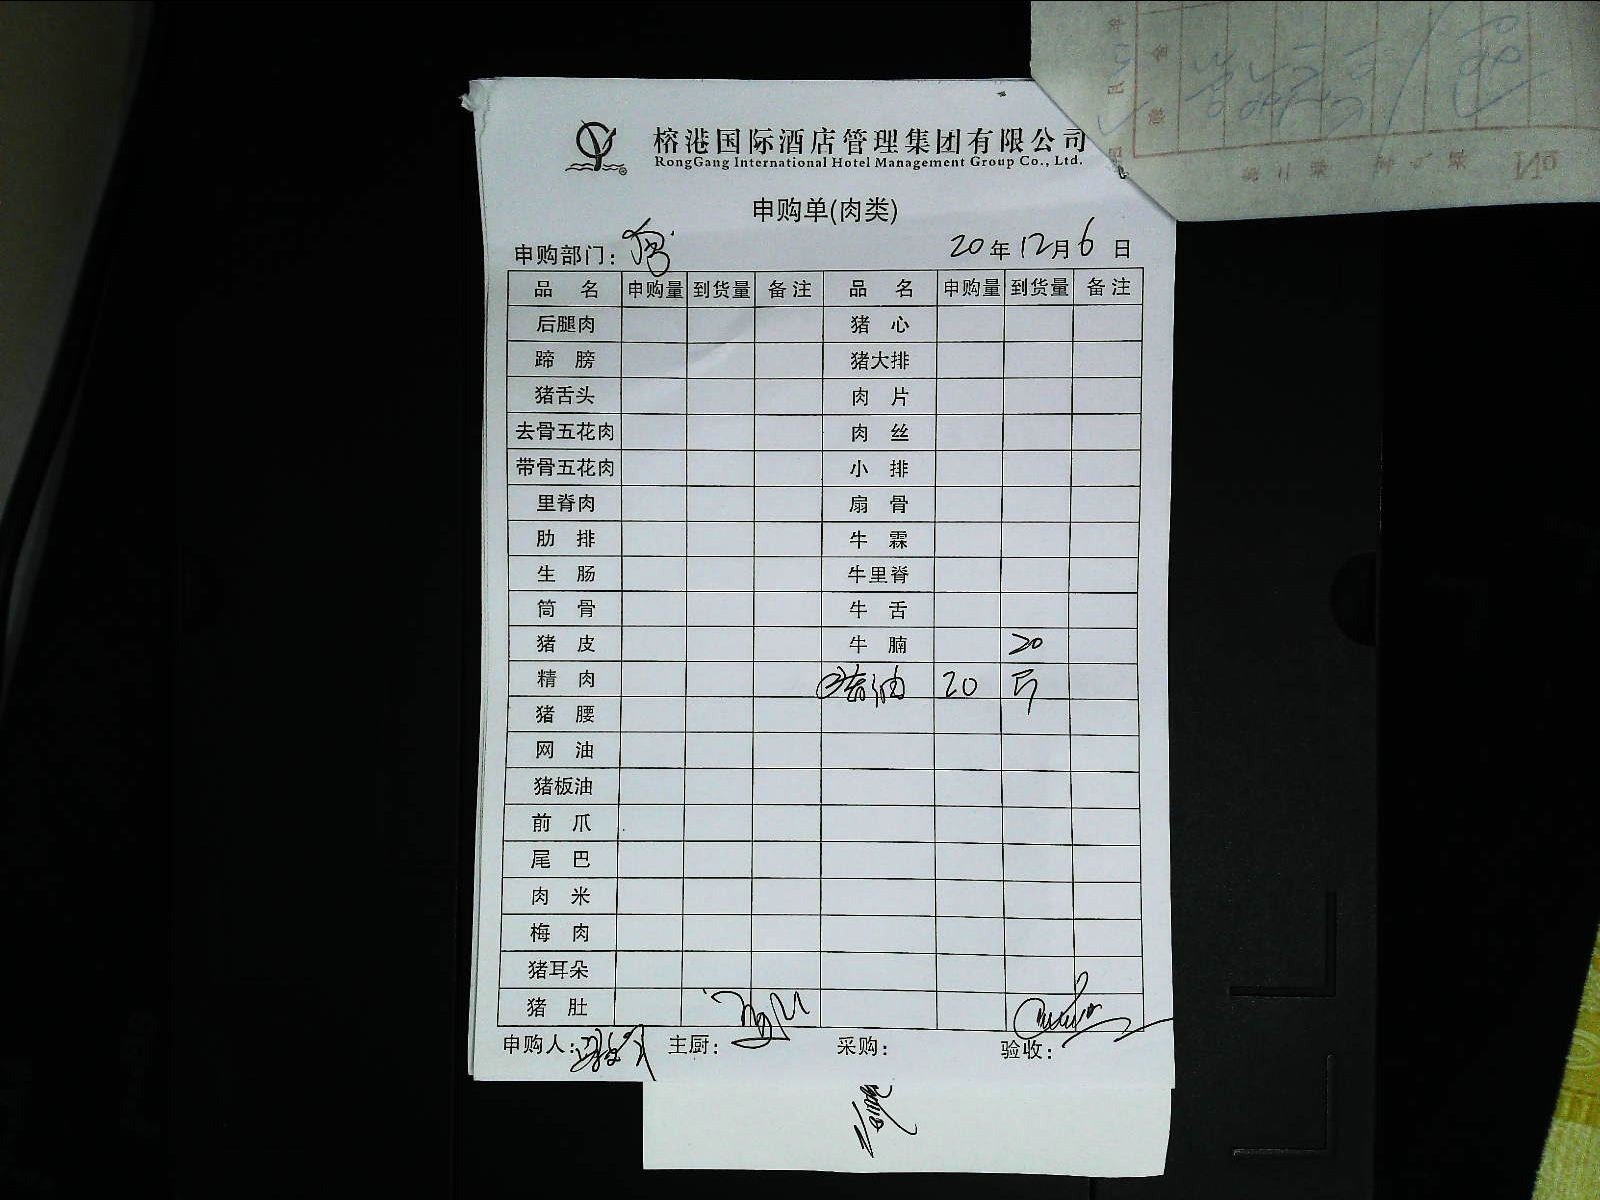 榕港国际酒店管理集团有限公司
RongGang International Hotel Management Group Co., Ltd.
申购单(肉类)
申购部门: 20年12月6日
品名 申购量 到货量 备注 品名 申购量 到货量 备注
后腿肉 猪心
蹄膀 猪大排
猪舌头 肉片
去骨五花肉 肉丝
带骨五花肉 小排
里脊肉 扇骨
肋排 牛霖
生肠 牛里脊
筒骨 牛舌
猪皮 牛腩 20
精肉 猪油 20 斤
猪腰
网油
猪板油
前爪
尾巴
肉米
梅肉
猪耳朵
猪肚
申购人: 主厨: 采购: 验收: